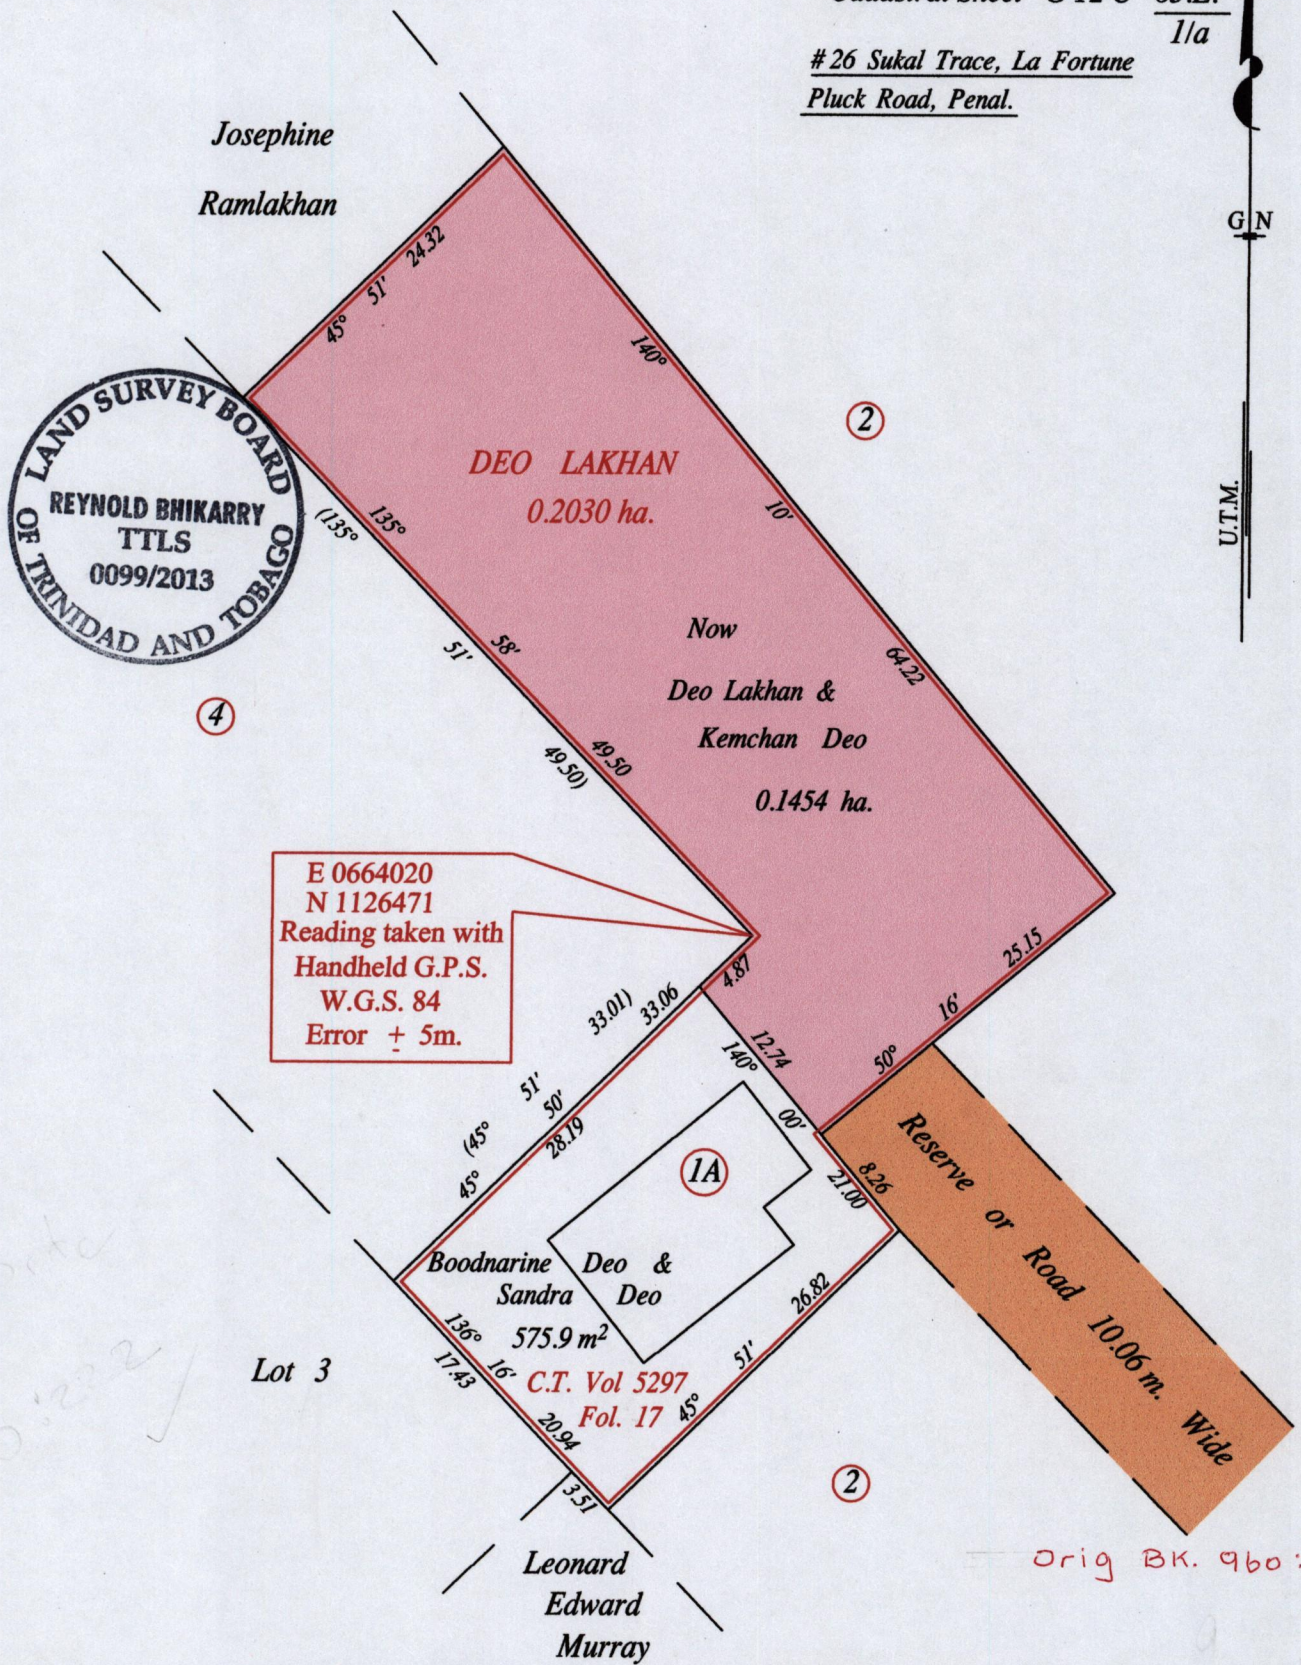 1/a
# 26 Sukal Trace, La Fortune
Pluck Road, Penal.
G N
U.T.M.
Josephine
Ramlakhan
24.32
51'
45°
LAND SURVEY BOARD
OF TRINIDAD AND TOBAGO
REYNOLD BHIKARRY
TTLS
0099/2013
140°
10'
64.22
2
DEO LAKHAN
0.2030 ha.
(135° 51' 49.50)
135° 58' 49.50
Now
Deo Lakhan &
Kemchan Deo
0.1454 ha.
4
E 0664020
N 1126471
Reading taken with
Handheld G.P.S.
W.G.S. 84
Error ± 5m.
4.87
25.15
16'
50°
(45° 51' 33.01)
45° 50' 33.06
28.19
12.74
140° 00'
21.00
8.26
1A
Reserve or Road 10.06 m. Wide
Boodnarine Deo &
Sandra Deo
575.9 m²
C.T. Vol 5297
Fol. 17
26.82
51'
45°
136° 16' 20.94
17.43
3.51
Lot 3
2
Orig BK. 960
Leonard
Edward
Murray